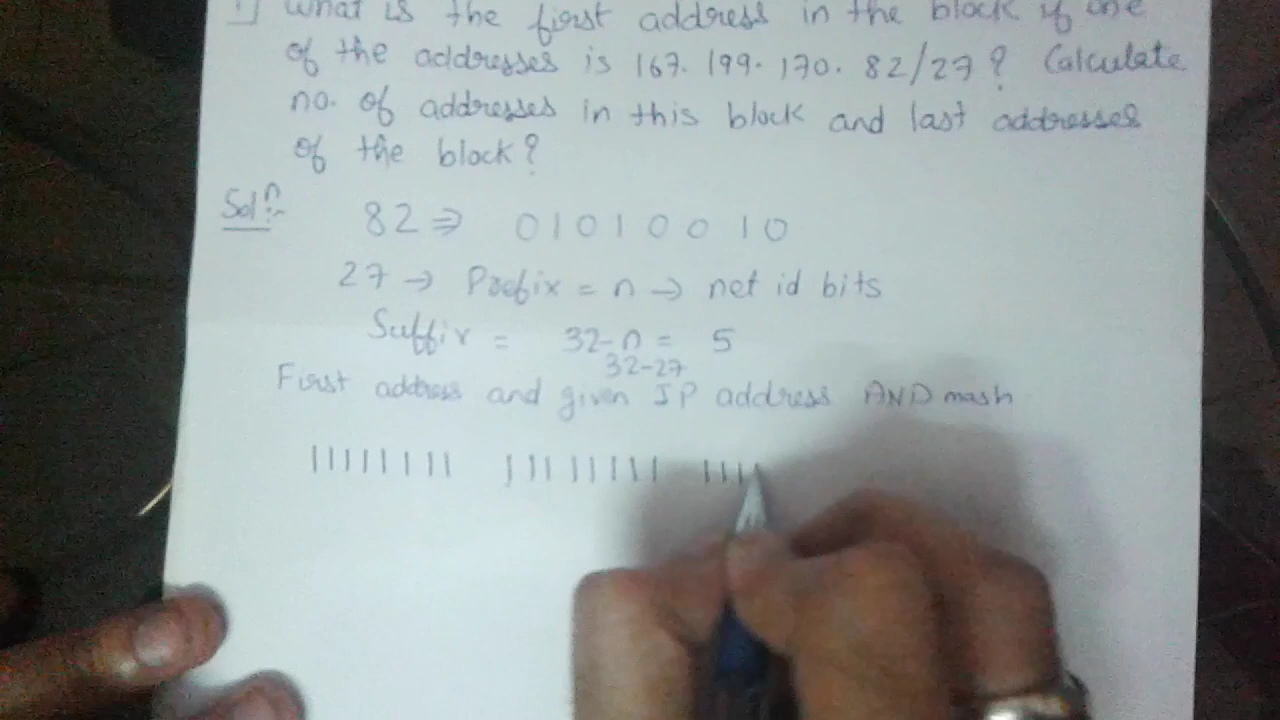 1] What is the first address in the block if one
of the addresses is 167.199.170.82/27? Calculate
no. of addresses in this block and last addresses
of the block?
Solⁿ:-
82 ⇒ 01010010
27 → Prefix = n → net id bits
Suffix = 32-n = 5
32-27
First address and given IP address AND mask
11111111 11111111 1111